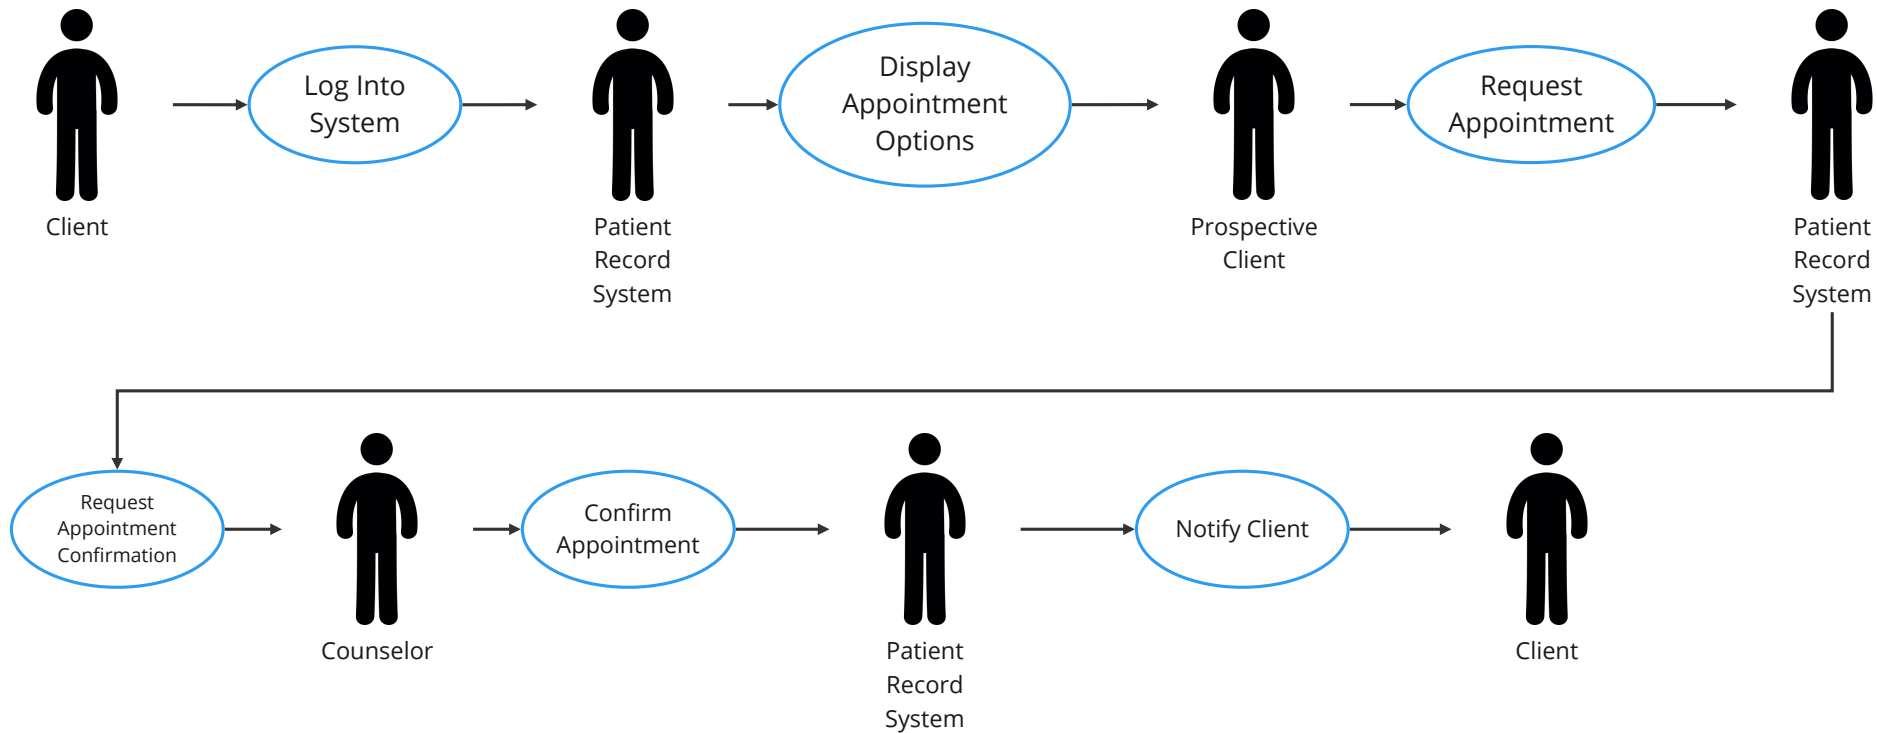 Log Into
System
Display
Appointment
Options
Request
Appointment
Client
Patient
Record
System
Prospective
Client
Patient
Record
System
Request
Appointment
Confirmation
Confirm
Appointment
Notify Client
Counselor
Patient
Record
System
Client